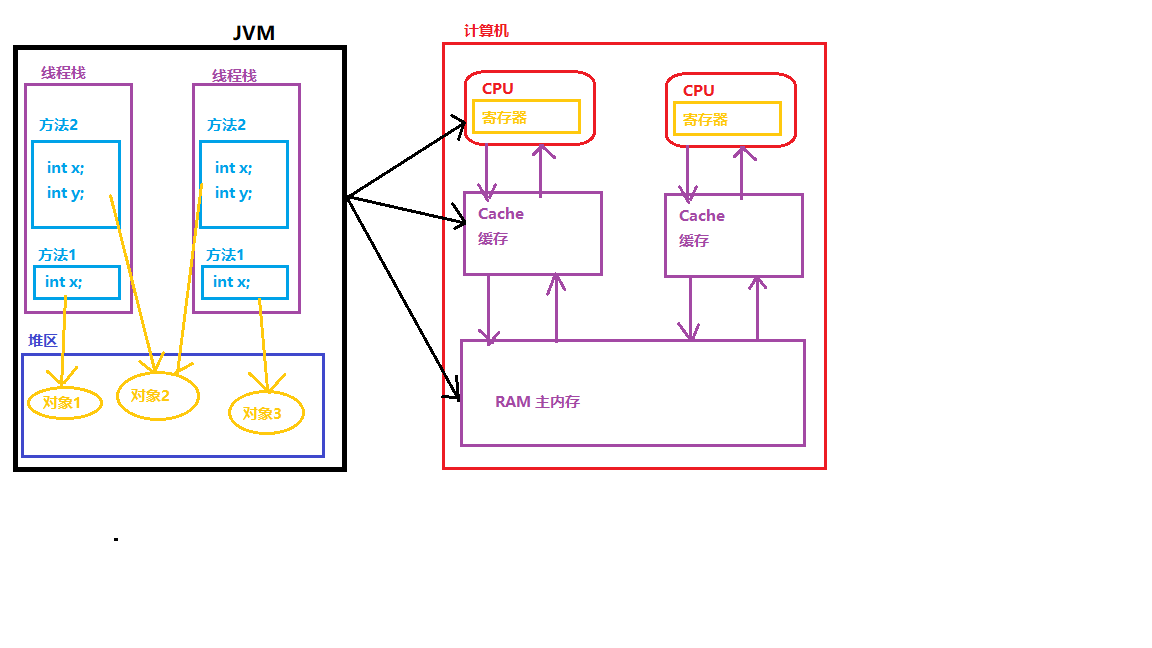 JVM
线程栈
线程栈
方法2
方法2
int x;
int y;
int x;
int y;
方法1
方法1
int x;
int x;
堆区
对象1
对象2
对象3
计算机
CPU
寄存器
CPU
寄存器
Cache
缓存
Cache
缓存
RAM 主内存